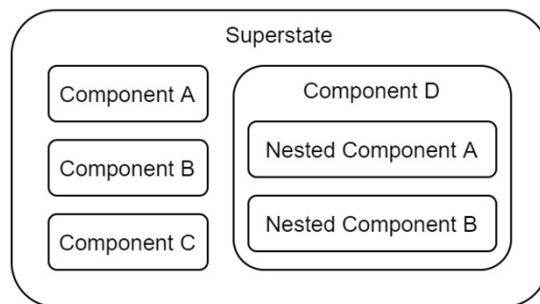 Superstate
Component A
Component B
Component C
Component D
Nested Component A
Nested Component B